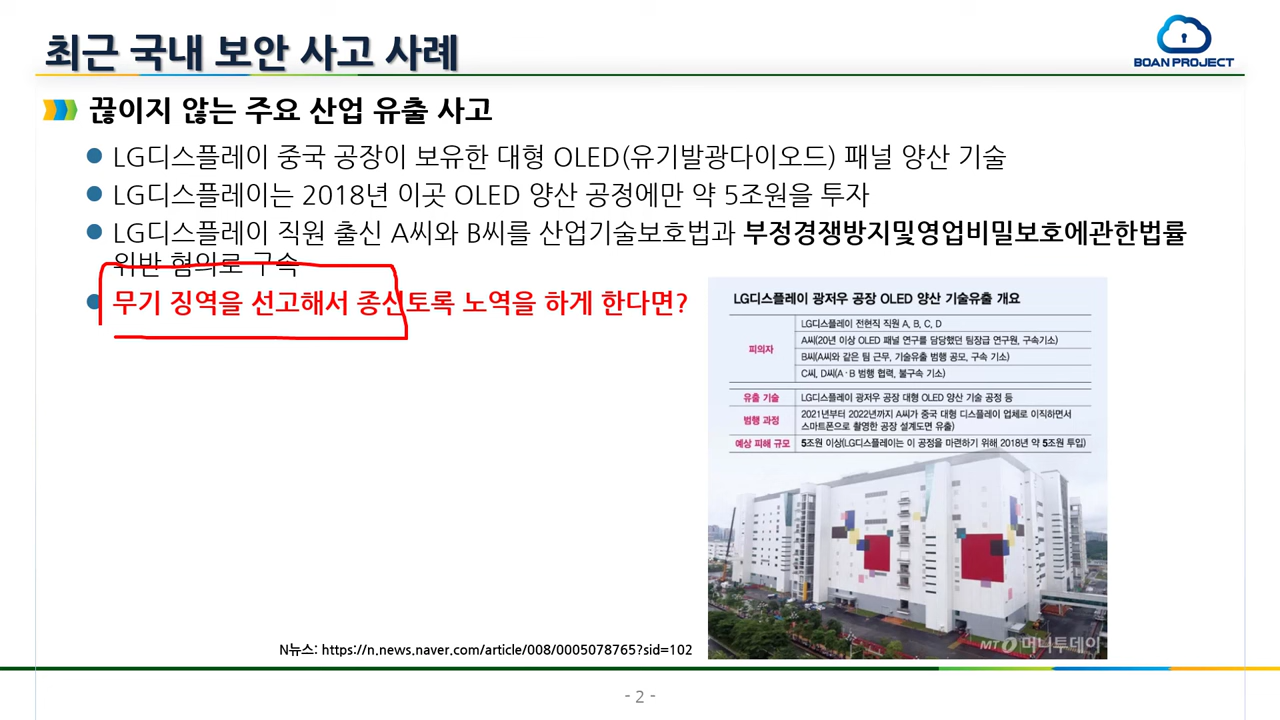 최근 국내 보안 사고 사례
BOAN PROJECT
끊이지 않는 주요 산업 유출 사고
LG디스플레이 중국 공장이 보유한 대형 OLED(유기발광다이오드) 패널 양산 기술
LG디스플레이는 2018년 이곳 OLED 양산 공정에만 약 5조원을 투자
LG디스플레이 직원 출신 A씨와 B씨를 산업기술보호법과 부정경쟁방지및영업비밀보호에관한법률
위반 혐의로 구속
무기 징역을 선고해서 종신토록 노역을 하게 한다면?
LG디스플레이 광저우 공장 OLED 양산 기술유출 개요
피의자
LG디스플레이 전현직 직원 A, B, C, D
A씨(20년 이상 OLED 패널 연구를 담당했던 팀장급 연구원, 구속기소)
B씨(A씨와 같은 팀 근무, 기술유출 범행 공모, 구속 기소)
C씨, D씨(A·B 범행 협력, 불구속 기소)
유출 기술 LG디스플레이 광저우 공장 대형 OLED 양산 기술 공정 등
범행 과정 2021년부터 2022년까지 A씨가 중국 대형 디스플레이 업체로 이직하면서
스마트폰으로 촬영한 공장 설계도면 유출)
예상 피해 규모 5조원 이상(LG디스플레이는 이 공정을 마련하기 위해 2018년 약 5조원 투입)
MT 머니투데이
N뉴스: https://n.news.naver.com/article/008/0005078765?sid=102
- 2 -